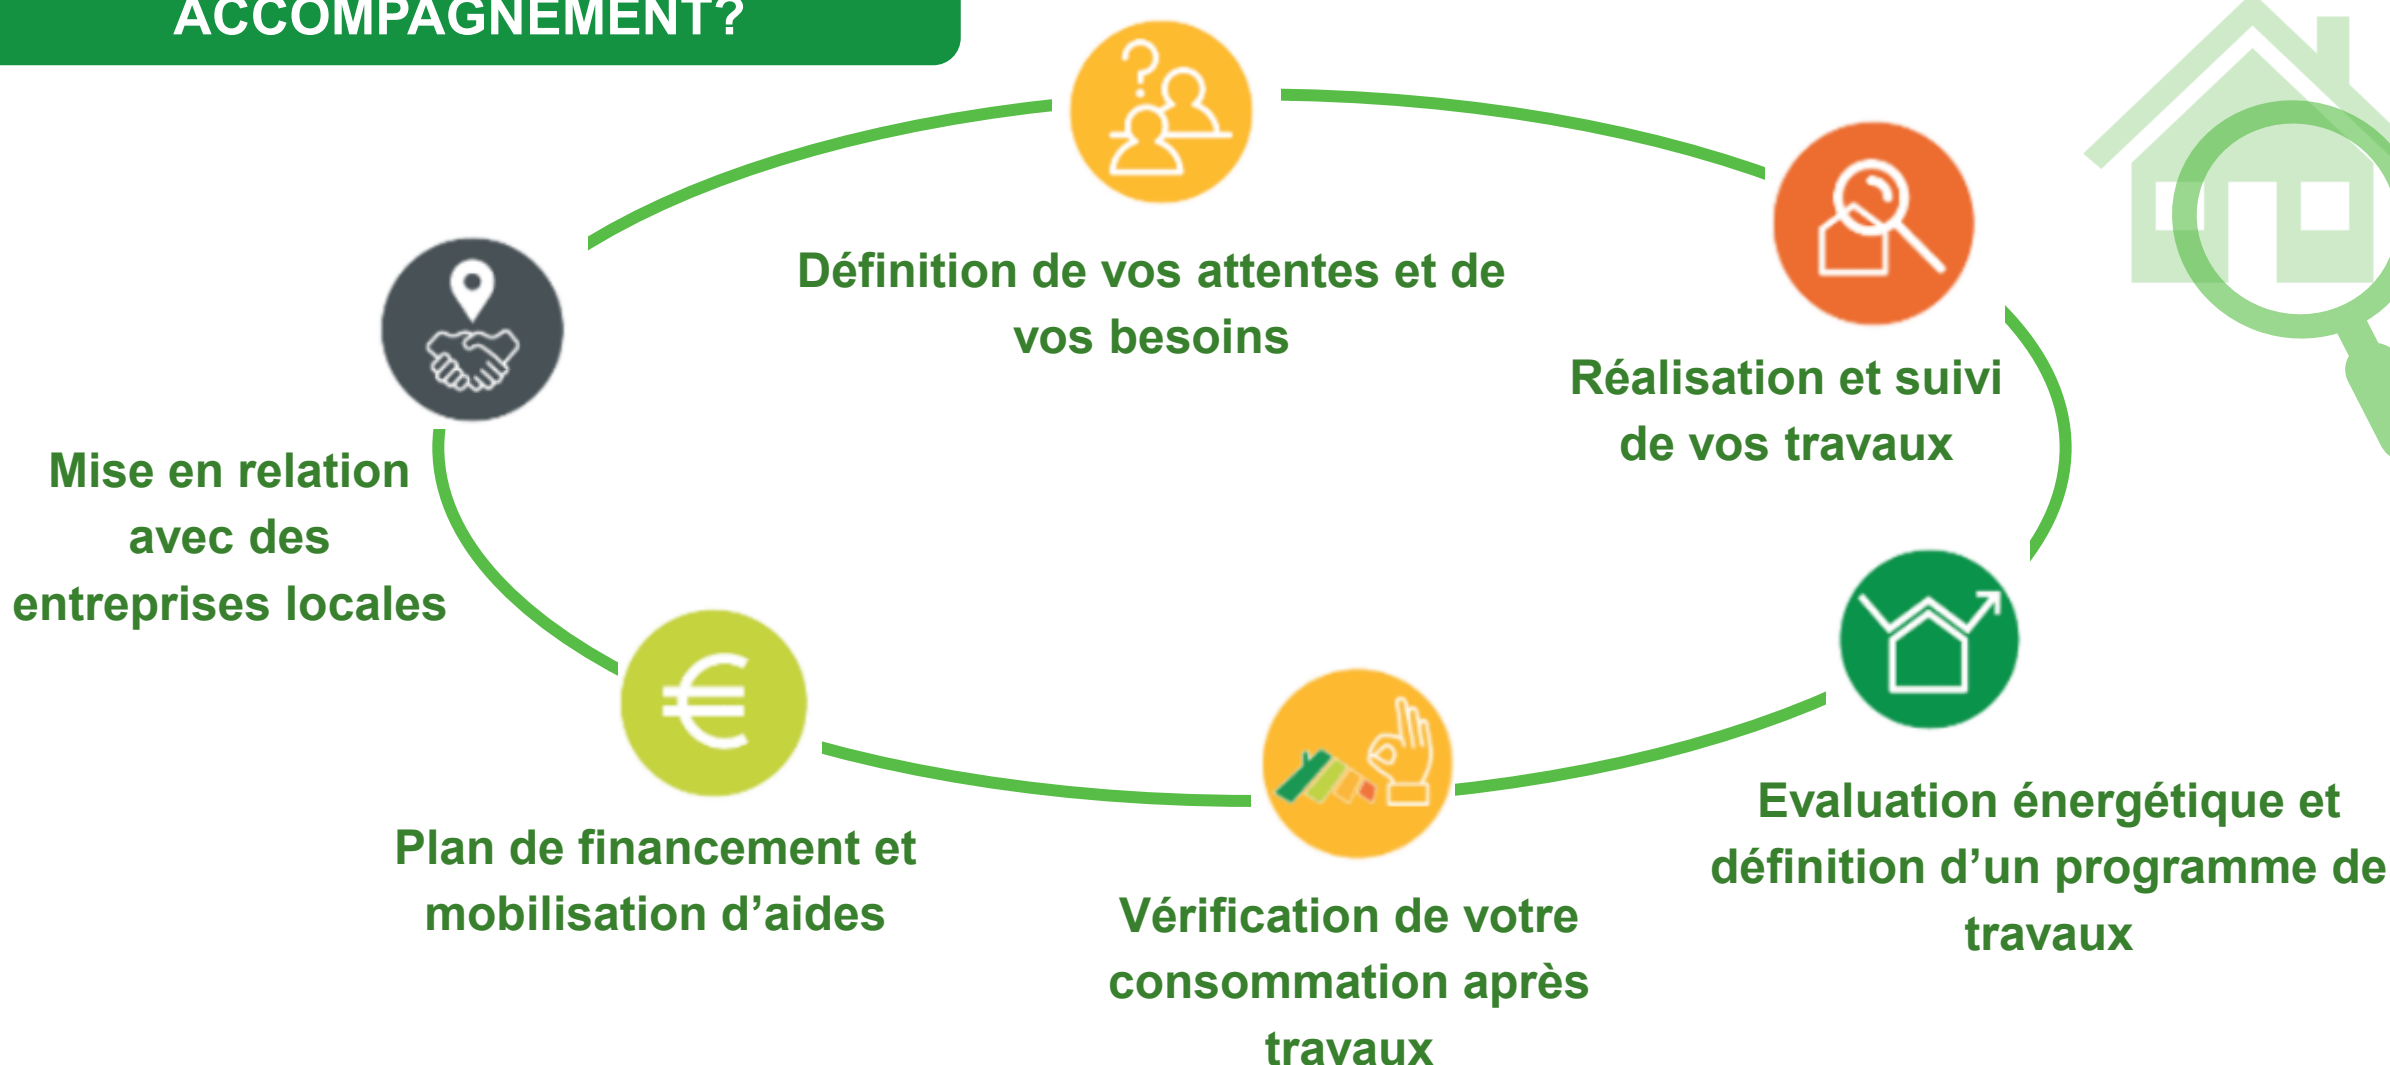 ACCOMPAGNEMENT?
Définition de vos attentes et de
vos besoins
Réalisation et suivi
de vos travaux
Mise en relation
avec des
entreprises locales
Evaluation énergétique et
définition d’un programme de
travaux
Plan de financement et
mobilisation d’aides
Vérification de votre
consommation après
travaux